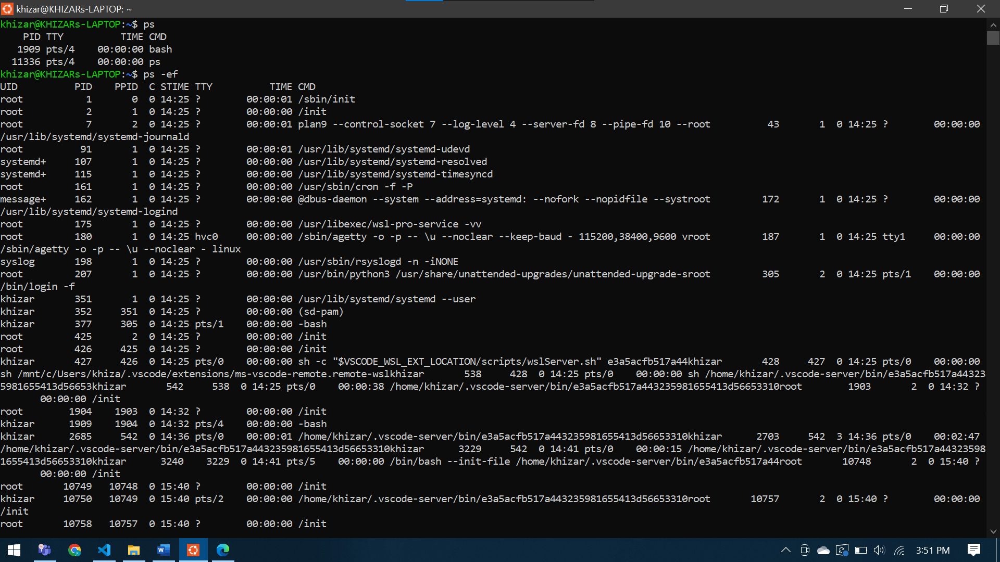 khizar@KHIZARs-LAPTOP: ~
khizar@KHIZARs-LAPTOP:~$ ps
    PID TTY          TIME CMD
   1909 pts/4    00:00:00 bash
  11336 pts/4    00:00:00 ps
khizar@KHIZARs-LAPTOP:~$ ps -ef
UID          PID    PPID  C STIME TTY          TIME CMD
root           1       0  0 14:25 ?        00:00:01 /sbin/init
root           2       1  0 14:25 ?        00:00:00 /init
root           7       2  0 14:25 ?        00:00:01 plan9 --control-socket 7 --log-level 4 --server-fd 8 --pipe-fd 10 --root          43       1  0 14:25 ?        00:00:00
/usr/lib/systemd/systemd-journald
root          91       1  0 14:25 ?        00:00:01 /usr/lib/systemd/systemd-udevd
systemd+     107       1  0 14:25 ?        00:00:00 /usr/lib/systemd/systemd-resolved
systemd+     115       1  0 14:25 ?        00:00:00 /usr/lib/systemd/systemd-timesyncd
root         161       1  0 14:25 ?        00:00:00 /usr/sbin/cron -f -P
message+     162       1  0 14:25 ?        00:00:00 @dbus-daemon --system --address=systemd: --nofork --nopidfile --systroot         172       1  0 14:25 ?        00:00:00
/usr/lib/systemd/systemd-logind
root         175       1  0 14:25 ?        00:00:00 /usr/libexec/wsl-pro-service -vv
root         180       1  0 14:25 hvc0     00:00:00 /sbin/agetty -o -p -- \u --noclear --keep-baud - 115200,38400,9600 vroot         187       1  0 14:25 tty1     00:00:00
/sbin/agetty -o -p -- \u --noclear - linux
syslog       198       1  0 14:25 ?        00:00:00 /usr/sbin/rsyslogd -n -iNONE
root         207       1  0 14:25 ?        00:00:00 /usr/bin/python3 /usr/share/unattended-upgrades/unattended-upgrade-sroot         305       2  0 14:25 pts/1    00:00:00
/bin/login -f
khizar       351       1  0 14:25 ?        00:00:00 /usr/lib/systemd/systemd --user
khizar       352     351  0 14:25 ?        00:00:00 (sd-pam)
khizar       377     305  0 14:25 pts/1    00:00:00 -bash
root         425       2  0 14:25 ?        00:00:00 /init
root         426     425  0 14:25 ?        00:00:00 /init
khizar       427     426  0 14:25 pts/0    00:00:00 sh -c "$VSCODE_WSL_EXT_LOCATION/scripts/wslServer.sh" e3a5acfb517a44khizar       428     427  0 14:25 pts/0    00:00:00
sh /mnt/c/Users/khiza/.vscode/extensions/ms-vscode-remote.remote-wslkhizar       538     428  0 14:25 pts/0    00:00:00 sh /home/khizar/.vscode-server/bin/e3a5acfb517a44323
5981655413d56653khizar       542     538  0 14:25 pts/0    00:00:38 /home/khizar/.vscode-server/bin/e3a5acfb517a443235981655413d56653310root        1903       2  0 14:32 ?
       00:00:00 /init
root        1904    1903  0 14:32 ?        00:00:00 /init
khizar      1909    1904  0 14:32 pts/4    00:00:00 -bash
khizar      2685     542  0 14:36 pts/0    00:00:01 /home/khizar/.vscode-server/bin/e3a5acfb517a443235981655413d56653310khizar      2703     542  3 14:36 pts/0    00:02:47
/home/khizar/.vscode-server/bin/e3a5acfb517a443235981655413d56653310khizar      3229     542  0 14:41 pts/0    00:00:15 /home/khizar/.vscode-server/bin/e3a5acfb517a44323598
1655413d56653310khizar      3240    3229  0 14:41 pts/5    00:00:00 /bin/bash --init-file /home/khizar/.vscode-server/bin/e3a5acfb517a44root       10748       2  0 15:40 ?
       00:00:00 /init
root       10749   10748  0 15:40 ?        00:00:00 /init
khizar     10750   10749  0 15:40 pts/2    00:00:00 /home/khizar/.vscode-server/bin/e3a5acfb517a443235981655413d56653310root       10757       2  0 15:40 ?        00:00:00
/init
root       10758   10757  0 15:40 ?        00:00:00 /init
3:51 PM